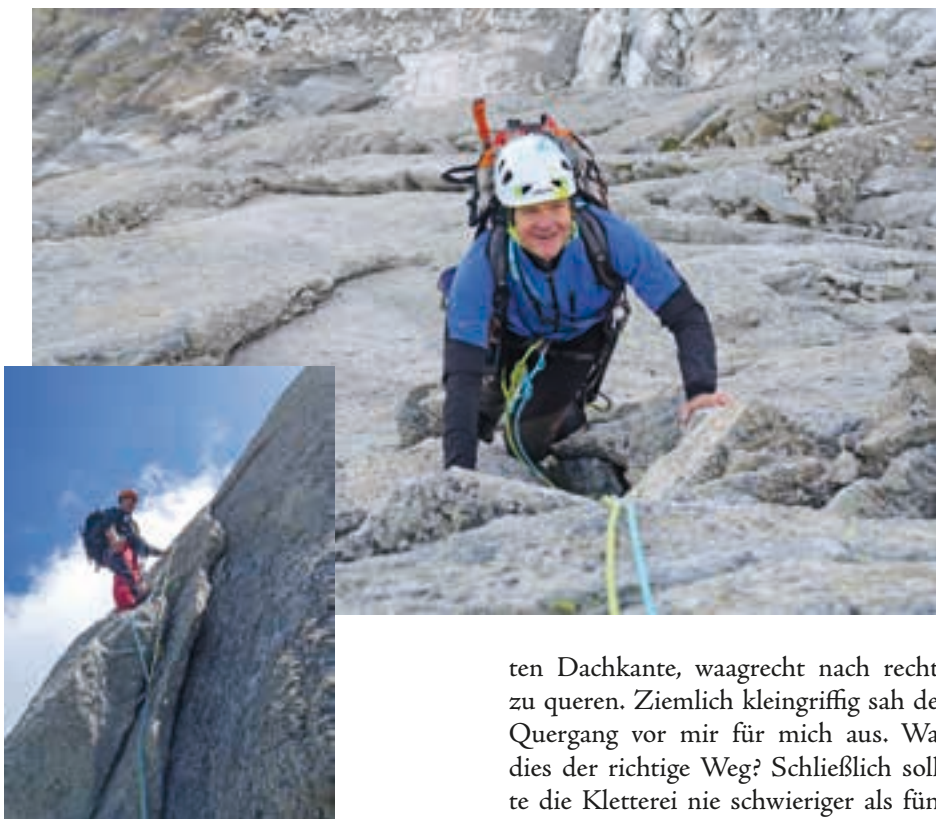 ten Dachkante, waagrecht nach recht
zu queren. Ziemlich kleingriffig sah de
Quergang vor mir für mich aus. Wa
dies der richtige Weg? Schließlich soll
te die Kletterei nie schwieriger als fün